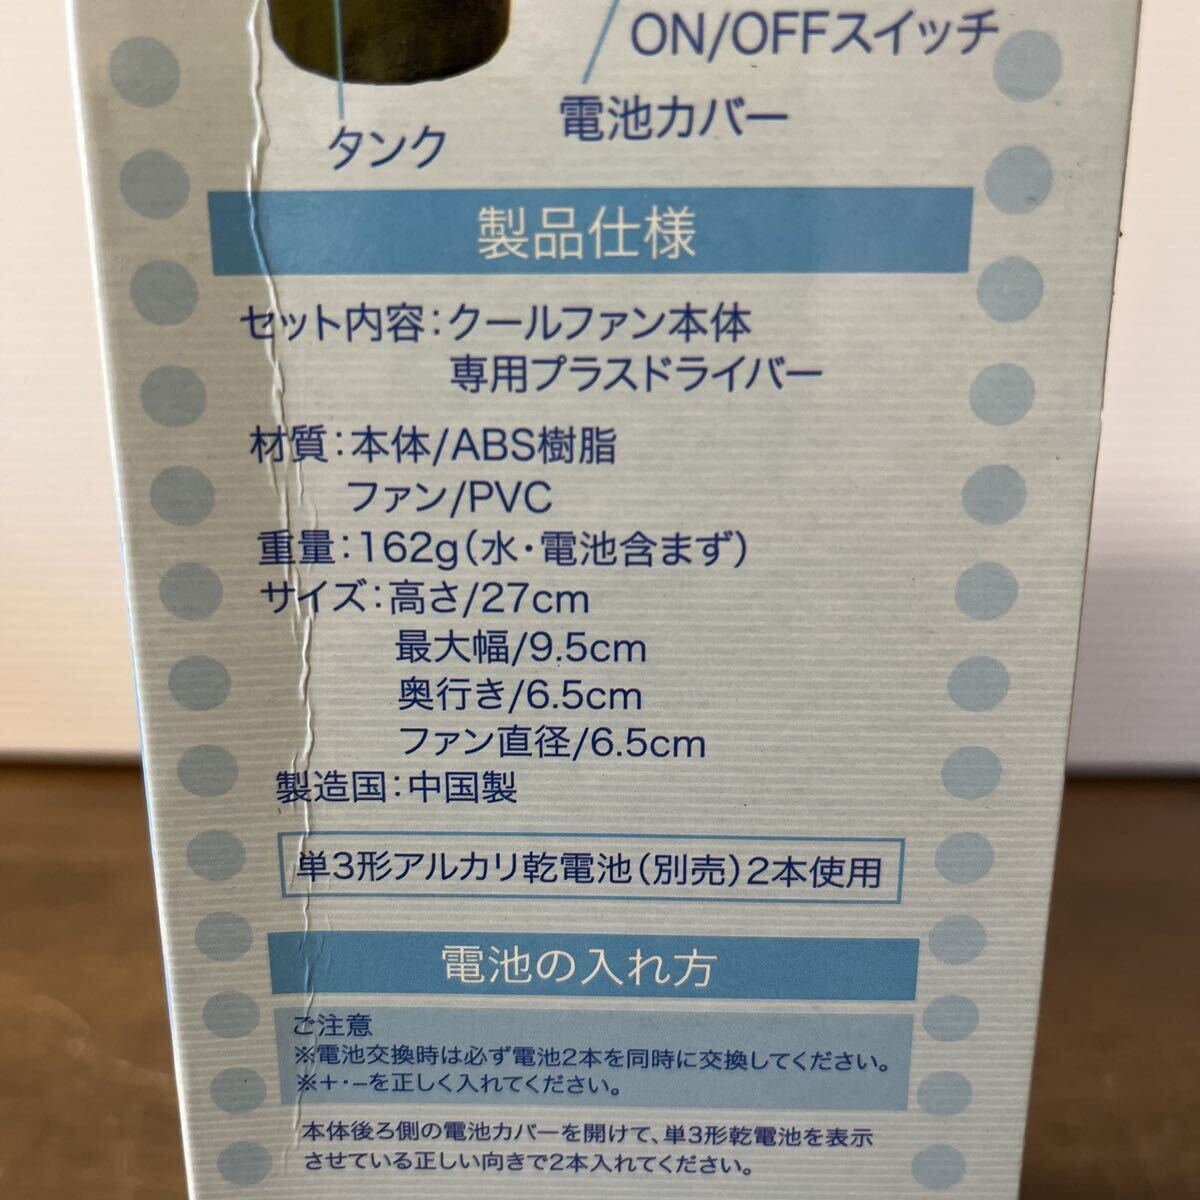 ON/OFFスイッチ
電池カバー
タンク
製品仕様
セット内容：クールファン本体
専用プラスドライバー
材質：本体/ABS樹脂
ファン/PVC
重量：162g（水・電池含まず）
サイズ：高さ/27cm
最大幅/9.5cm
奥行き/6.5cm
ファン直径/6.5cm
製造国：中国製
単3形アルカリ乾電池（別売）2本使用
電池の入れ方
ご注意
※電池交換時は必ず電池2本を同時に交換してください。
※＋・−を正しく入れてください。
本体後ろ側の電池カバーを開けて、単3形乾電池を表示
させている正しい向きで2本入れてください。